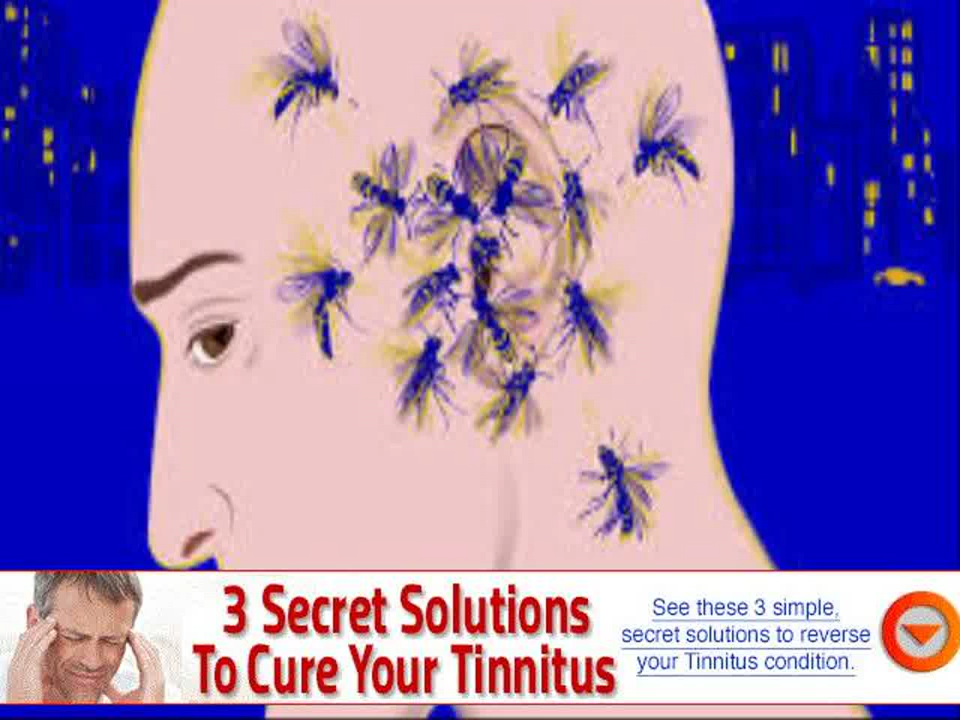 3 Secret Solutions
To Cure Your Tinnitus
See these 3 simple,
secret solutions to reverse
your Tinnitus condition.